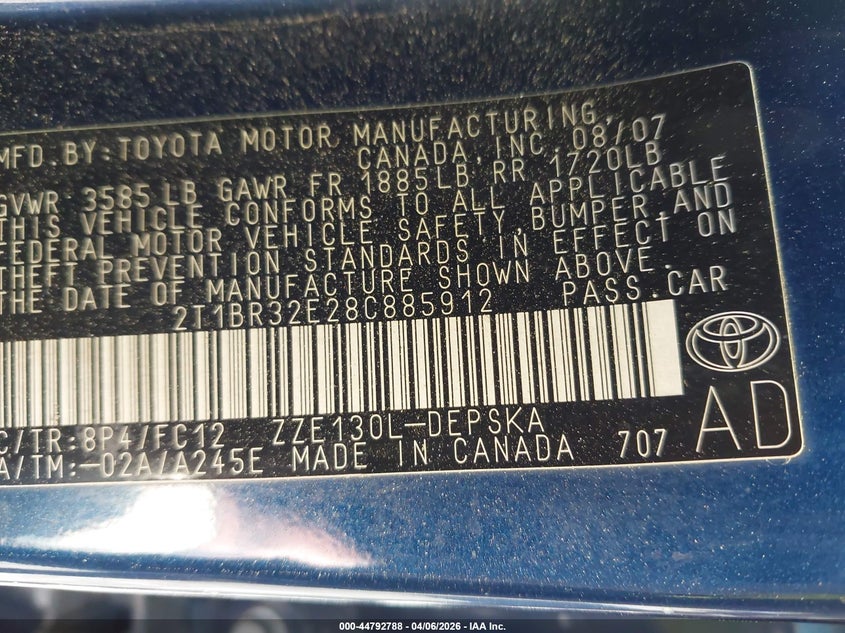 MFD. BY: TOYOTA MOTOR MANUFACTURING,
CANADA, INC. 08/07
GVWR 3585 LB GAWR FR 1885LB RR 1720LB
THIS VEHICLE CONFORMS TO ALL APPLICABLE
FEDERAL MOTOR VEHICLE SAFETY, BUMPER, AND
THEFT PREVENTION STANDARDS IN EFFECT ON
THE DATE OF MANUFACTURE SHOWN ABOVE.
2T1BR32E28C885912 PASS. CAR
C/TR: 8P4/FC12 ZZE130L-DEPSKA
A/TM:-02A/A245E MADE IN CANADA 707 AD
000-44792788 - 04/06/2026 - IAA Inc.